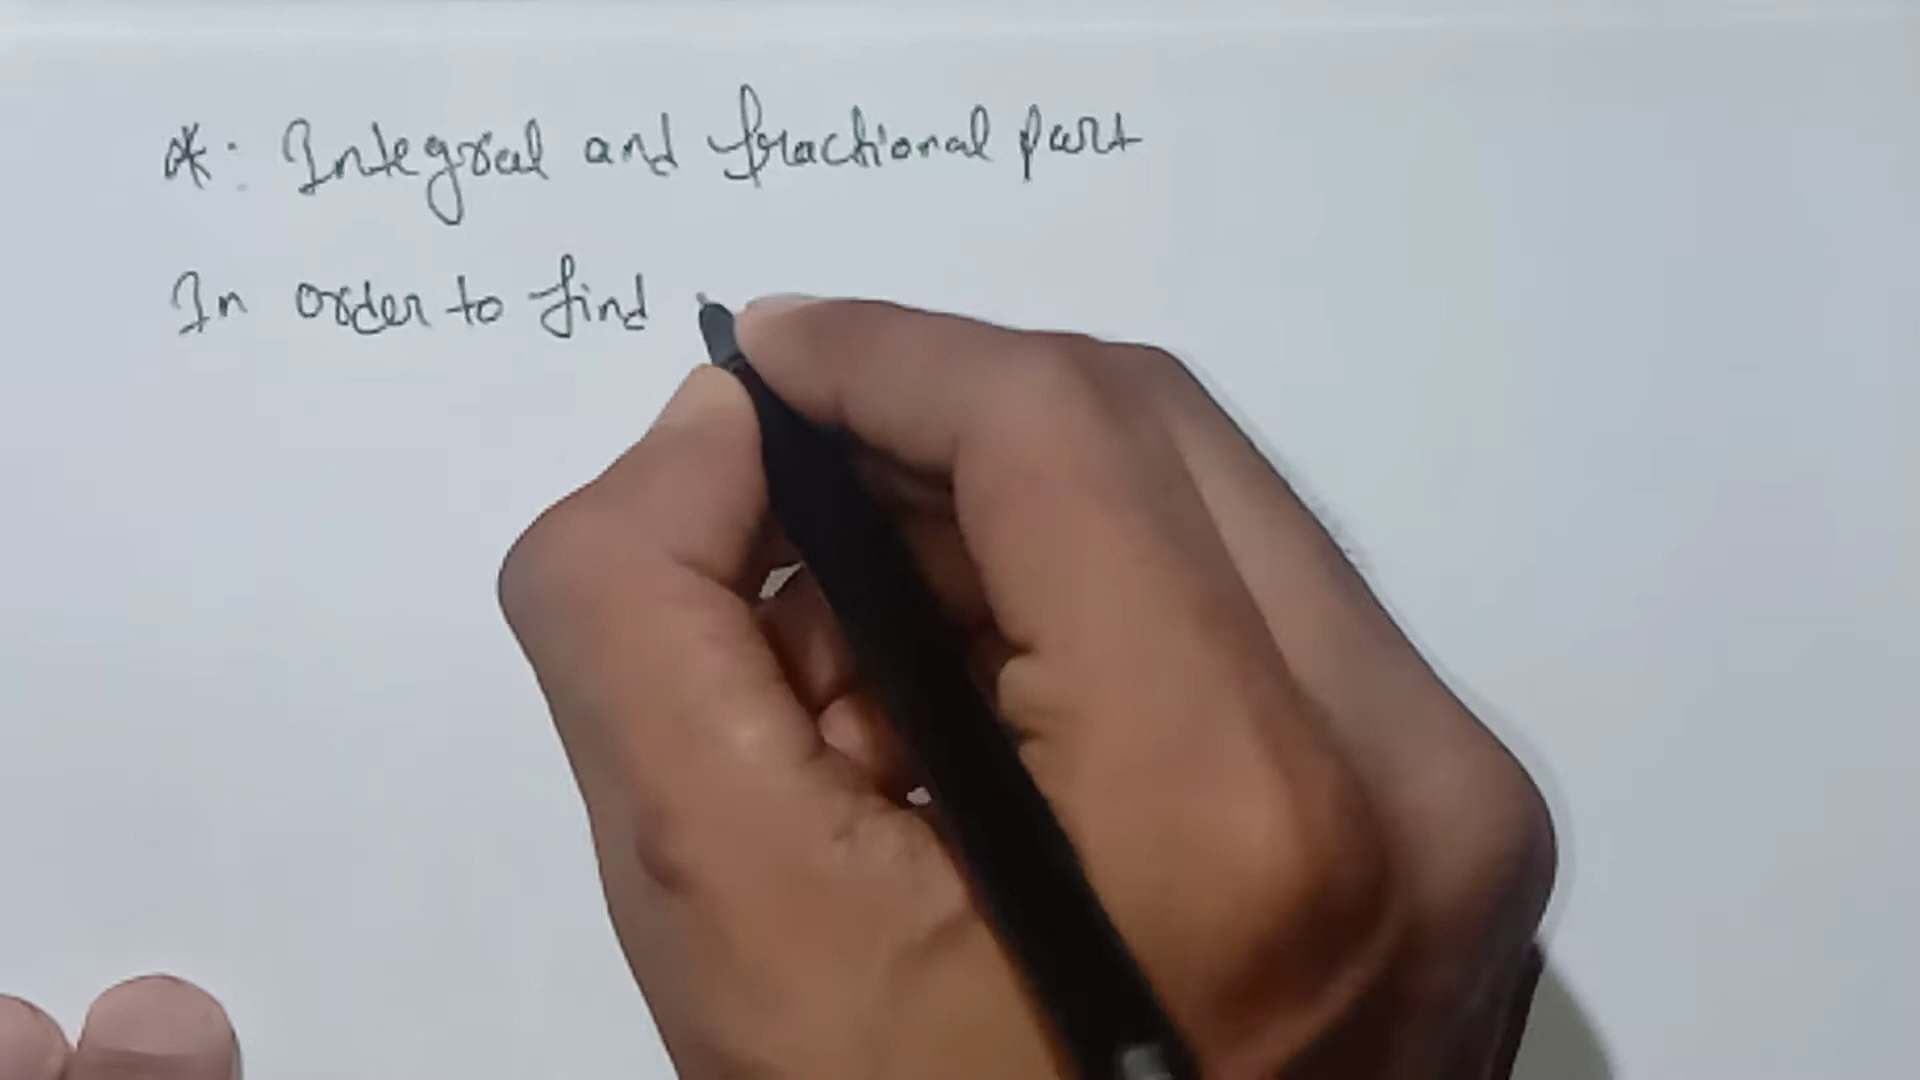 *: Integral and fractional part
In order to find